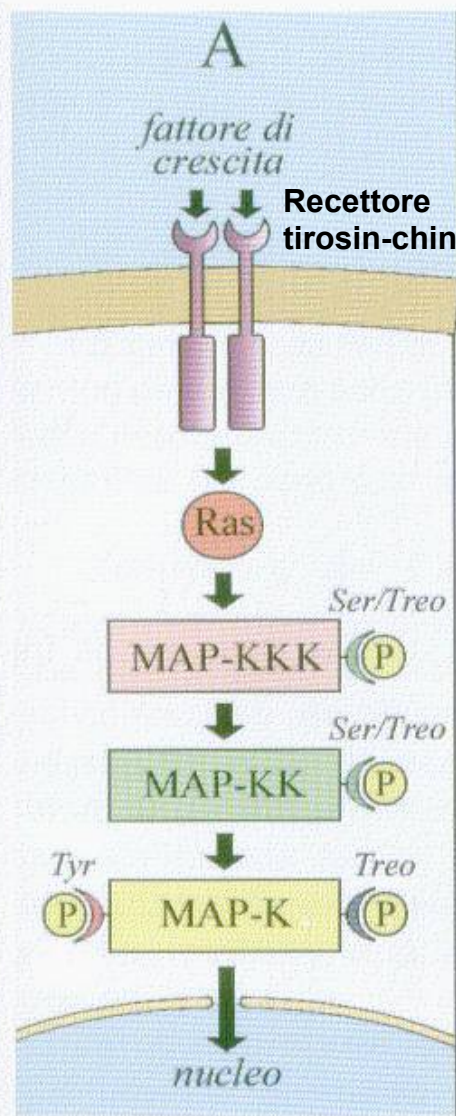 A
fattore di
crescita
Recettore
tirosin-chin
Ras
Ser/Treo
MAP-KKK
P
Ser/Treo
MAP-KK
P
Tyr
Treo
P
MAP-K
P
nucleo